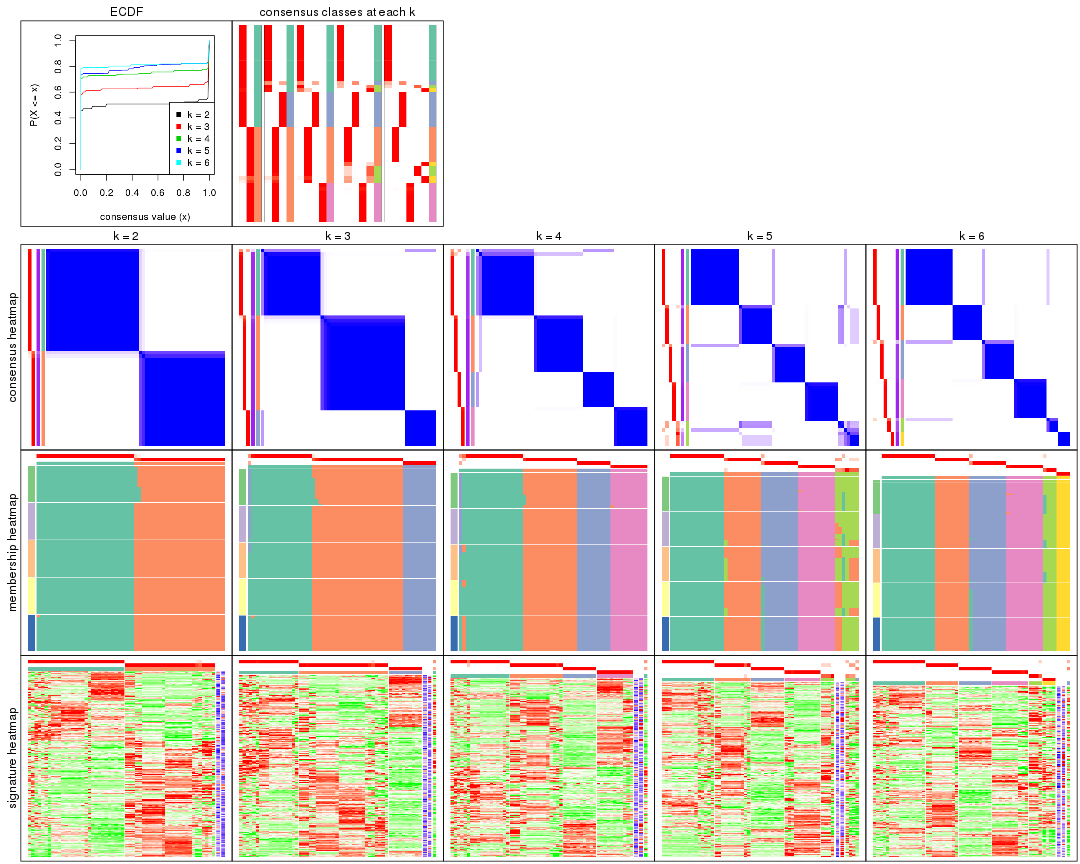 ECDF
consensus classes at each k
P(X <= x)
0.0 0.2 0.4 0.6 0.8 1.0
k = 2
k = 3
k = 4
k = 5
k = 6
0.0 0.2 0.4 0.6 0.8 1.0
consensus value (x)
k = 2
k = 3
k = 4
k = 5
k = 6
consensus heatmap
membership heatmap
signature heatmap